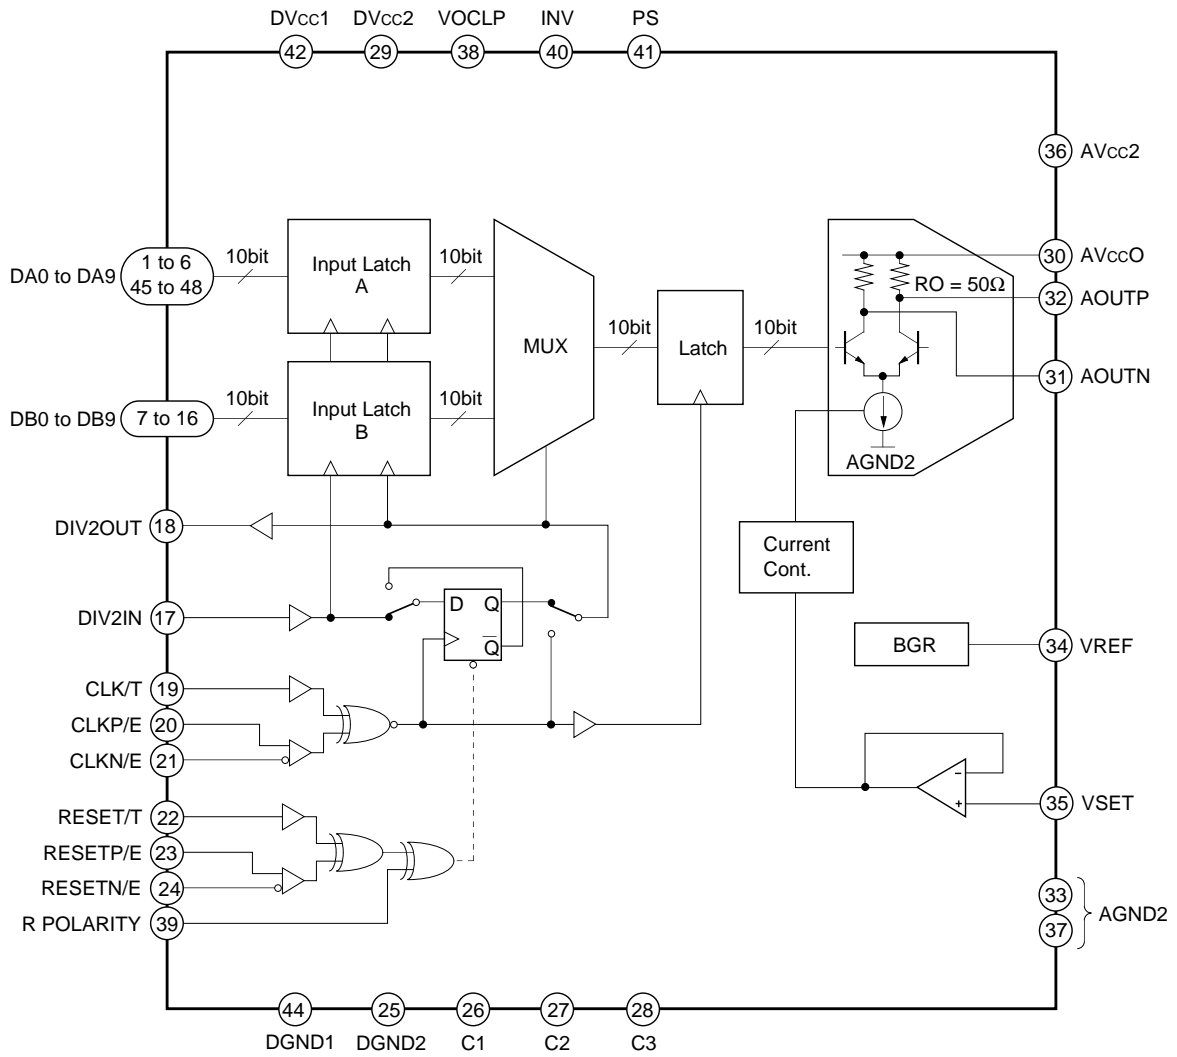 DVCC1
DVCC2
VOCLP
INV
PS
42
29
38
40
41
36
AVCC2
DA0 to DA9
1 to 6
45 to 48
10bit
Input Latch
A
10bit
MUX
10bit
Latch
10bit
RO = 50Ω
30
AVCCO
32
AOUTP
31
AOUTN
AGND2
DB0 to DB9
7 to 16
10bit
Input Latch
B
10bit
DIV2OUT
18
Current
Cont.
DIV2IN
17
D
Q
Q̅
BGR
34
VREF
CLK/T
19
CLKP/E
20
CLKN/E
21
–
+
35
VSET
RESET/T
22
RESETP/E
23
RESETN/E
24
R POLARITY
39
33
37
AGND2
44
25
26
27
28
DGND1
DGND2
C1
C2
C3